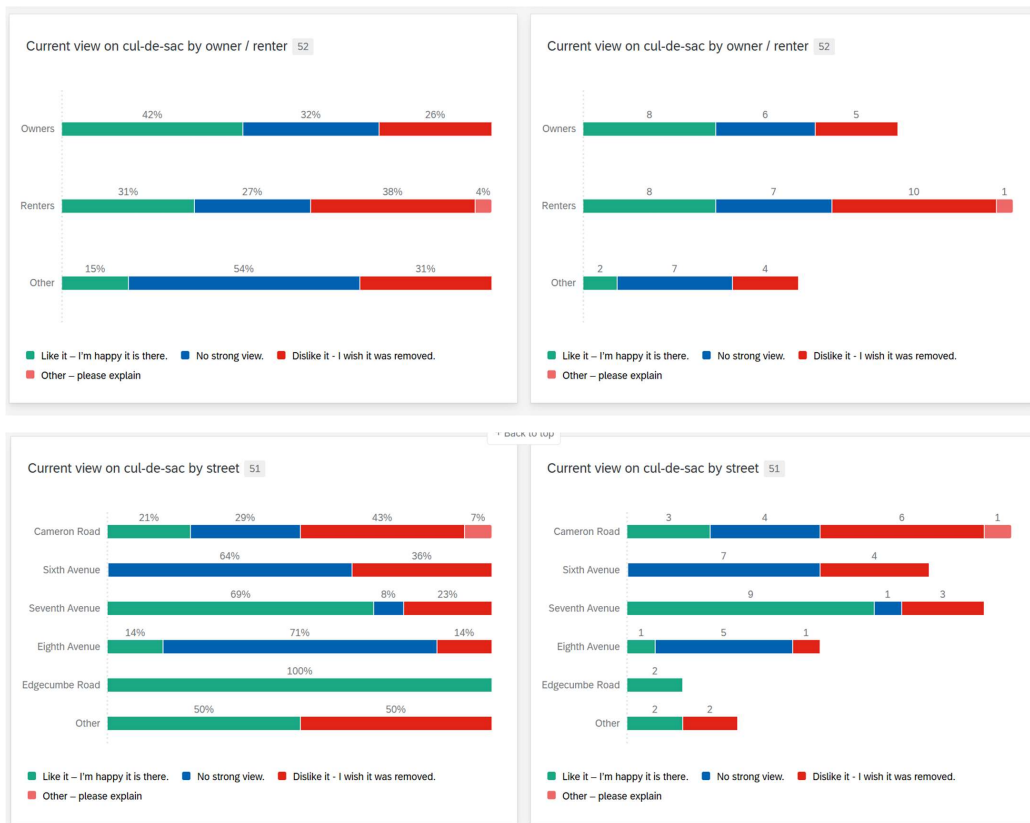 Current view on cul-de-sac by owner / renter 52
42% 32% 26%
Owners
31% 27% 38% 4%
Renters
15% 54% 31%
Other
Like it – I'm happy it is there. No strong view. Dislike it - I wish it was removed.
Other – please explain
Current view on cul-de-sac by owner / renter 52
8 6 5
Owners
8 7 10 1
Renters
2 7 4
Other
Like it – I'm happy it is there. No strong view. Dislike it - I wish it was removed.
Other – please explain
Back to top
Current view on cul-de-sac by street 51
21% 29% 43% 7%
Cameron Road
64% 36%
Sixth Avenue
69% 8% 23%
Seventh Avenue
14% 71% 14%
Eighth Avenue
100%
Edgecumbe Road
50% 50%
Other
Like it – I'm happy it is there. No strong view. Dislike it - I wish it was removed.
Other – please explain
Current view on cul-de-sac by street 51
3 4 6 1
Cameron Road
7 4
Sixth Avenue
9 1 3
Seventh Avenue
1 5 1
Eighth Avenue
2
Edgecumbe Road
2 2
Other
Like it – I'm happy it is there. No strong view. Dislike it - I wish it was removed.
Other – please explain